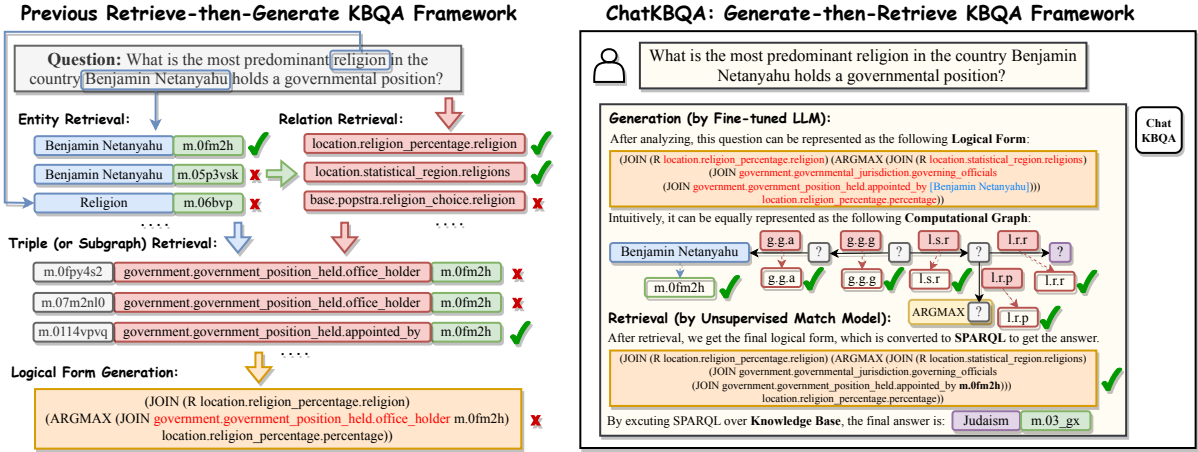 Previous Retrieve-then-Generate KBQA Framework
Question: What is the most predominant religion in the
country Benjamin Netanyahu holds a governmental position?
Entity Retrieval:
Benjamin Netanyahu m.0fm2h
Benjamin Netanyahu m.05p3vsk
Religion m.06bvp
....
Relation Retrieval:
location.religion_percentage.religion
location.statistical_region.religions
base.popstra.religion_choice.religion
....
Triple (or Subgraph) Retrieval:
m.0fpy4s2 government.government_position_held.office_holder m.0fm2h
m.07m2nl0 government.government_position_held.office_holder m.0fm2h
m.0114vpvq government.government_position_held.appointed_by m.0fm2h
....
Logical Form Generation:
(JOIN (R location.religion_percentage.religion)
(ARGMAX (JOIN government.government_position_held.office_holder m.0fm2h)
location.religion_percentage.percentage))
ChatKBQA: Generate-then-Retrieve KBQA Framework
What is the most predominant religion in the country Benjamin
Netanyahu holds a governmental position?
Chat
KBQA
Generation (by Fine-tuned LLM):
After analyzing, this question can be represented as the following Logical Form:
(JOIN (R location.religion_percentage.religion) (ARGMAX (JOIN (R location.statistical_region.religions)
(JOIN government.governmental_jurisdiction.governing_officials
(JOIN government.government_position_held.appointed_by [Benjamin Netanyahu])))
location.religion_percentage.percentage))
Intuitively, it can be equally represented as the following Computational Graph:
Benjamin Netanyahu g.g.a ? g.g.g ? l.s.r ? l.r.r ?
m.0fm2h g.g.a g.g.g l.s.r l.r.p l.r.r
ARGMAX ? l.r.p
Retrieval (by Unsupervised Match Model):
After retrieval, we get the final logical form, which is converted to SPARQL to get the answer.
(JOIN (R location.religion_percentage.religion) (ARGMAX (JOIN (R location.statistical_region.religions)
(JOIN government.governmental_jurisdiction.governing_officials
(JOIN government.government_position_held.appointed_by m.0fm2h)))
location.religion_percentage.percentage))
By excuting SPARQL over Knowledge Base, the final answer is: Judaism m.03_gx